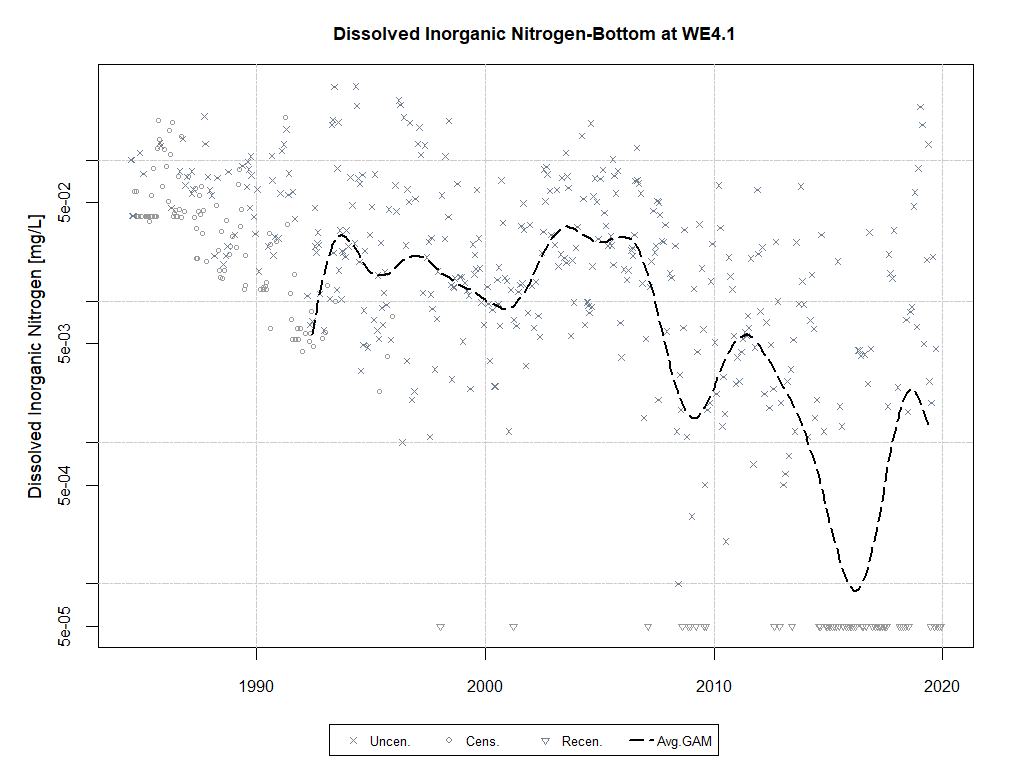 Dissolved Inorganic Nitrogen-Bottom at WE4.1
Dissolved Inorganic Nitrogen [mg/L]
5e-02
5e-03
5e-04
5e-05
1990 2000 2010 2020
Uncen. Cens. Recen. Avg.GAM